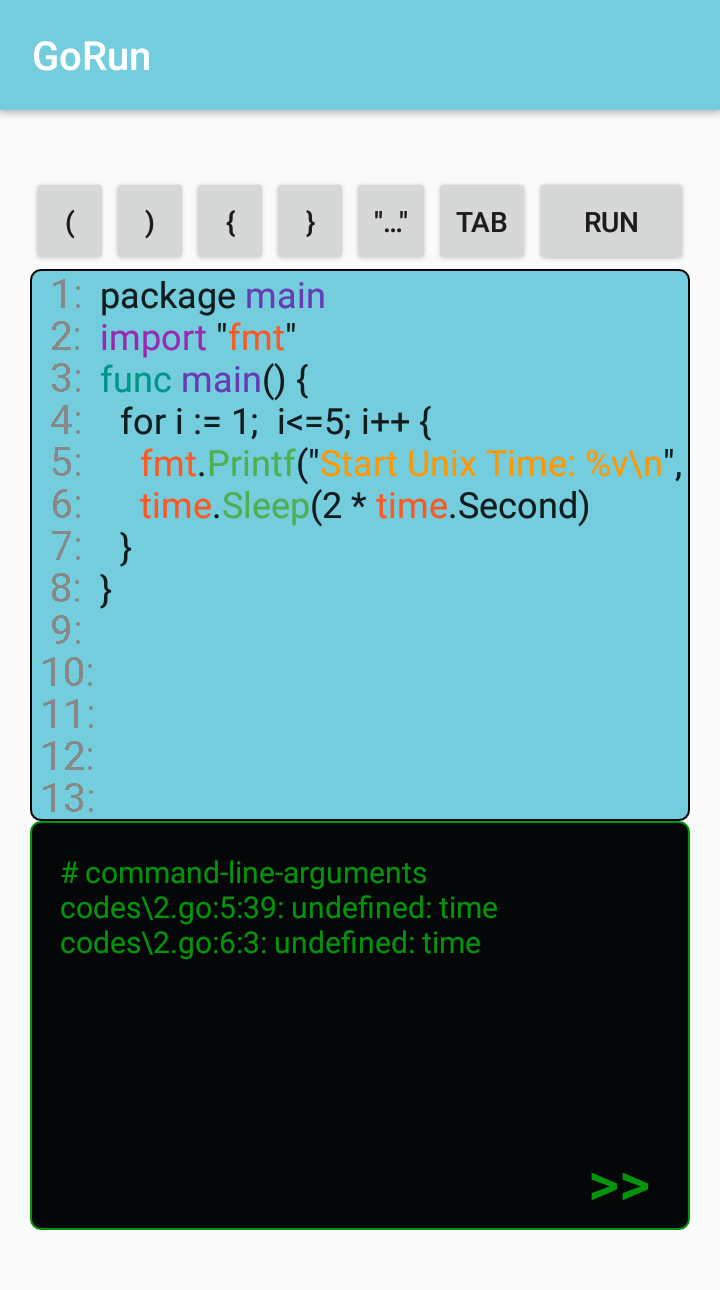 GoRun
( ) { } "..." TAB RUN
1: package main
2: import "fmt"
3: func main() {
4: for i := 1;  i<=5; i++ {
5: fmt.Printf("Start Unix Time: %v\n",
6: time.Sleep(2 * time.Second)
7: }
8: }
9:
10:
11:
12:
13:
# command-line-arguments
codes\2.go:5:39: undefined: time
codes\2.go:6:3: undefined: time
>>